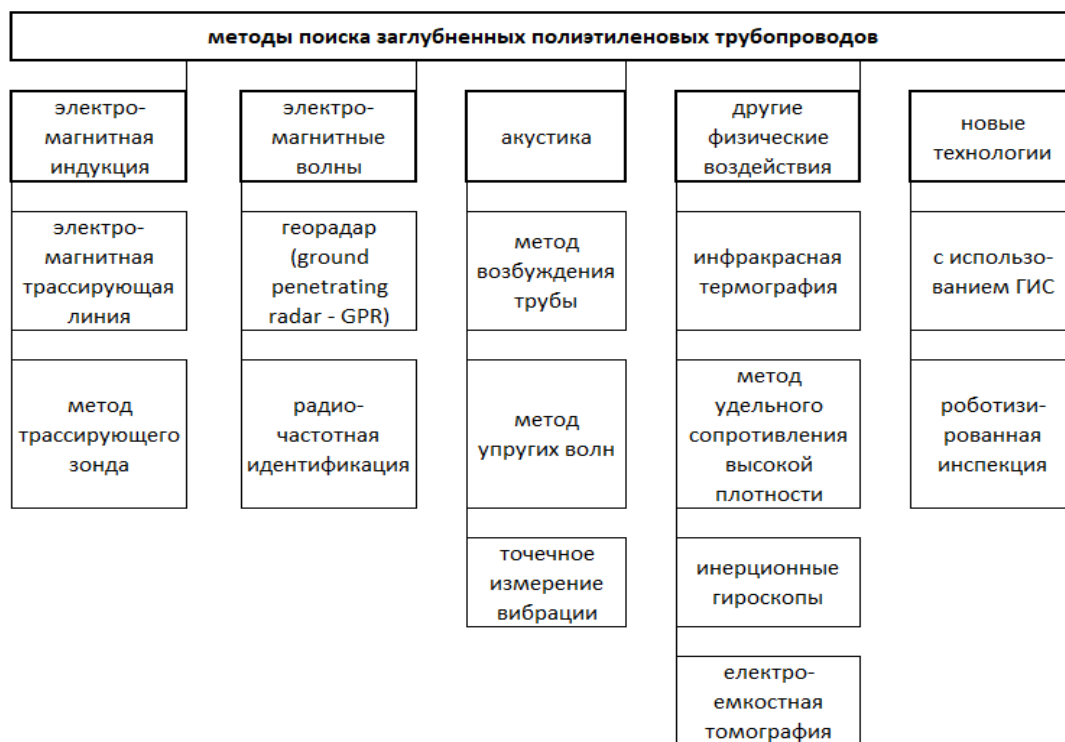 методы поиска заглубненных полиэтиленовых трубопроводов
электро-
магнитная
индукция
электро-
магнитная
трассирующая
линия
метод
трассирующего
зонда
электро-
магнитные
волны
георадар
(ground
penetrating
radar - GPR)
радио-
частотная
идентификация
акустика
метод
возбуждения
трубы
метод
упругих волн
точечное
измерение
вибрации
другие
физические
воздействия
инфракрасная
термография
метод
удельного
сопротивления
высокой
плотности
инерционные
гироскопы
електро-
емкостная
томография
новые
технологии
с использо-
ванием ГИС
роботизи-
рованная
инспекция